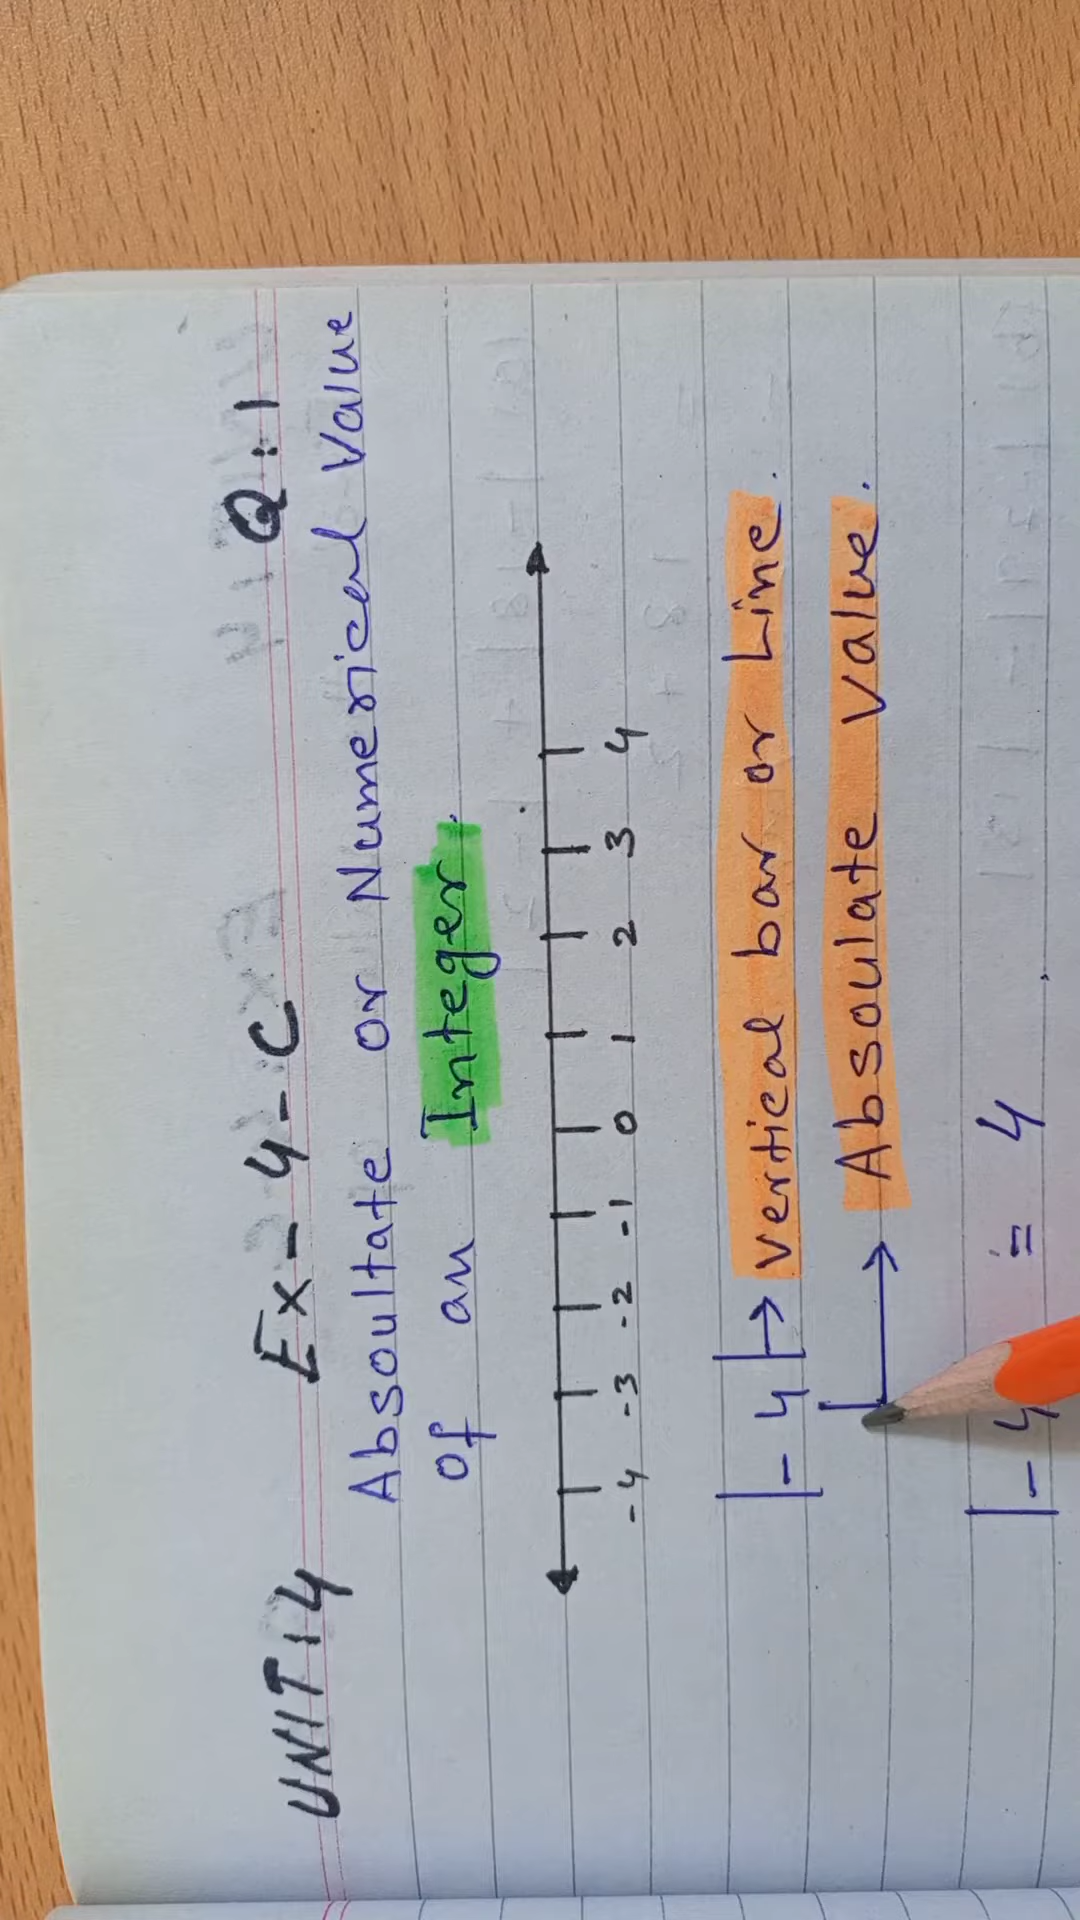 UNIT, 4 Ex-4-C Q:1
Absoultate or Numerical Value
of an Integer.
-4 -3 -2 -1 0 1 2 3 4
|-4|→ vertical bar or Line.
→ Absoulate value.
|-4 = 4